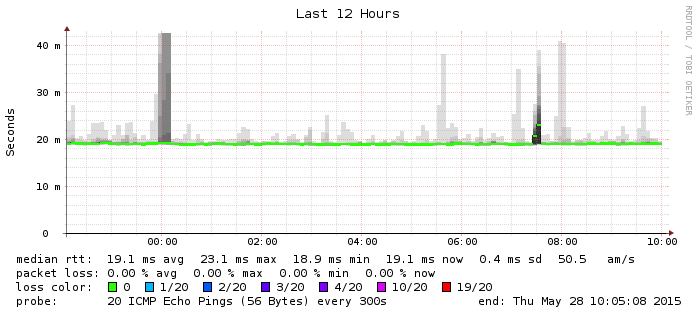 Last 12 Hours
RRDTOOL / TOBI OETIKER
Seconds
40 m
30 m
20 m
10 m
0
00:00 02:00 04:00 06:00 08:00 10:00
median rtt: 19.1 ms avg 23.1 ms max 18.9 ms min 19.1 ms now 0.4 ms sd 50.5 am/s
packet loss: 0.00 % avg 0.00 % max 0.00 % min 0.00 % now
loss color: 0 1/20 2/20 3/20 4/20 10/20 19/20
probe: 20 ICMP Echo Pings (56 Bytes) every 300s end: Thu May 28 10:05:08 2015